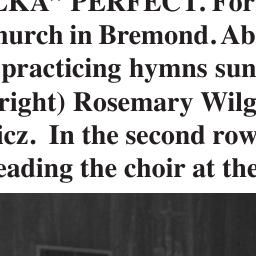 LKA" PERFECT. For
hurch in Bremond. Ab
practicing hymns sun
right) Rosemary Wilg
icz. In the second row
eading the choir at the